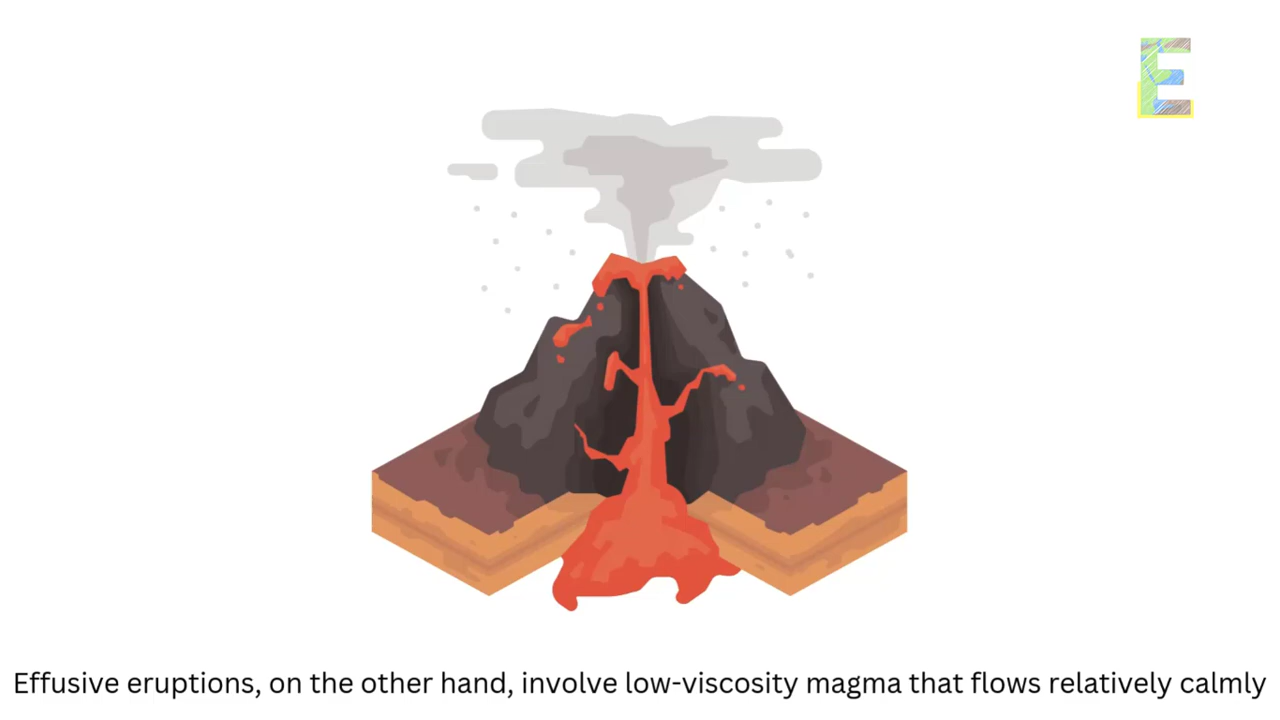 E
Effusive eruptions, on the other hand, involve low-viscosity magma that flows relatively calmly